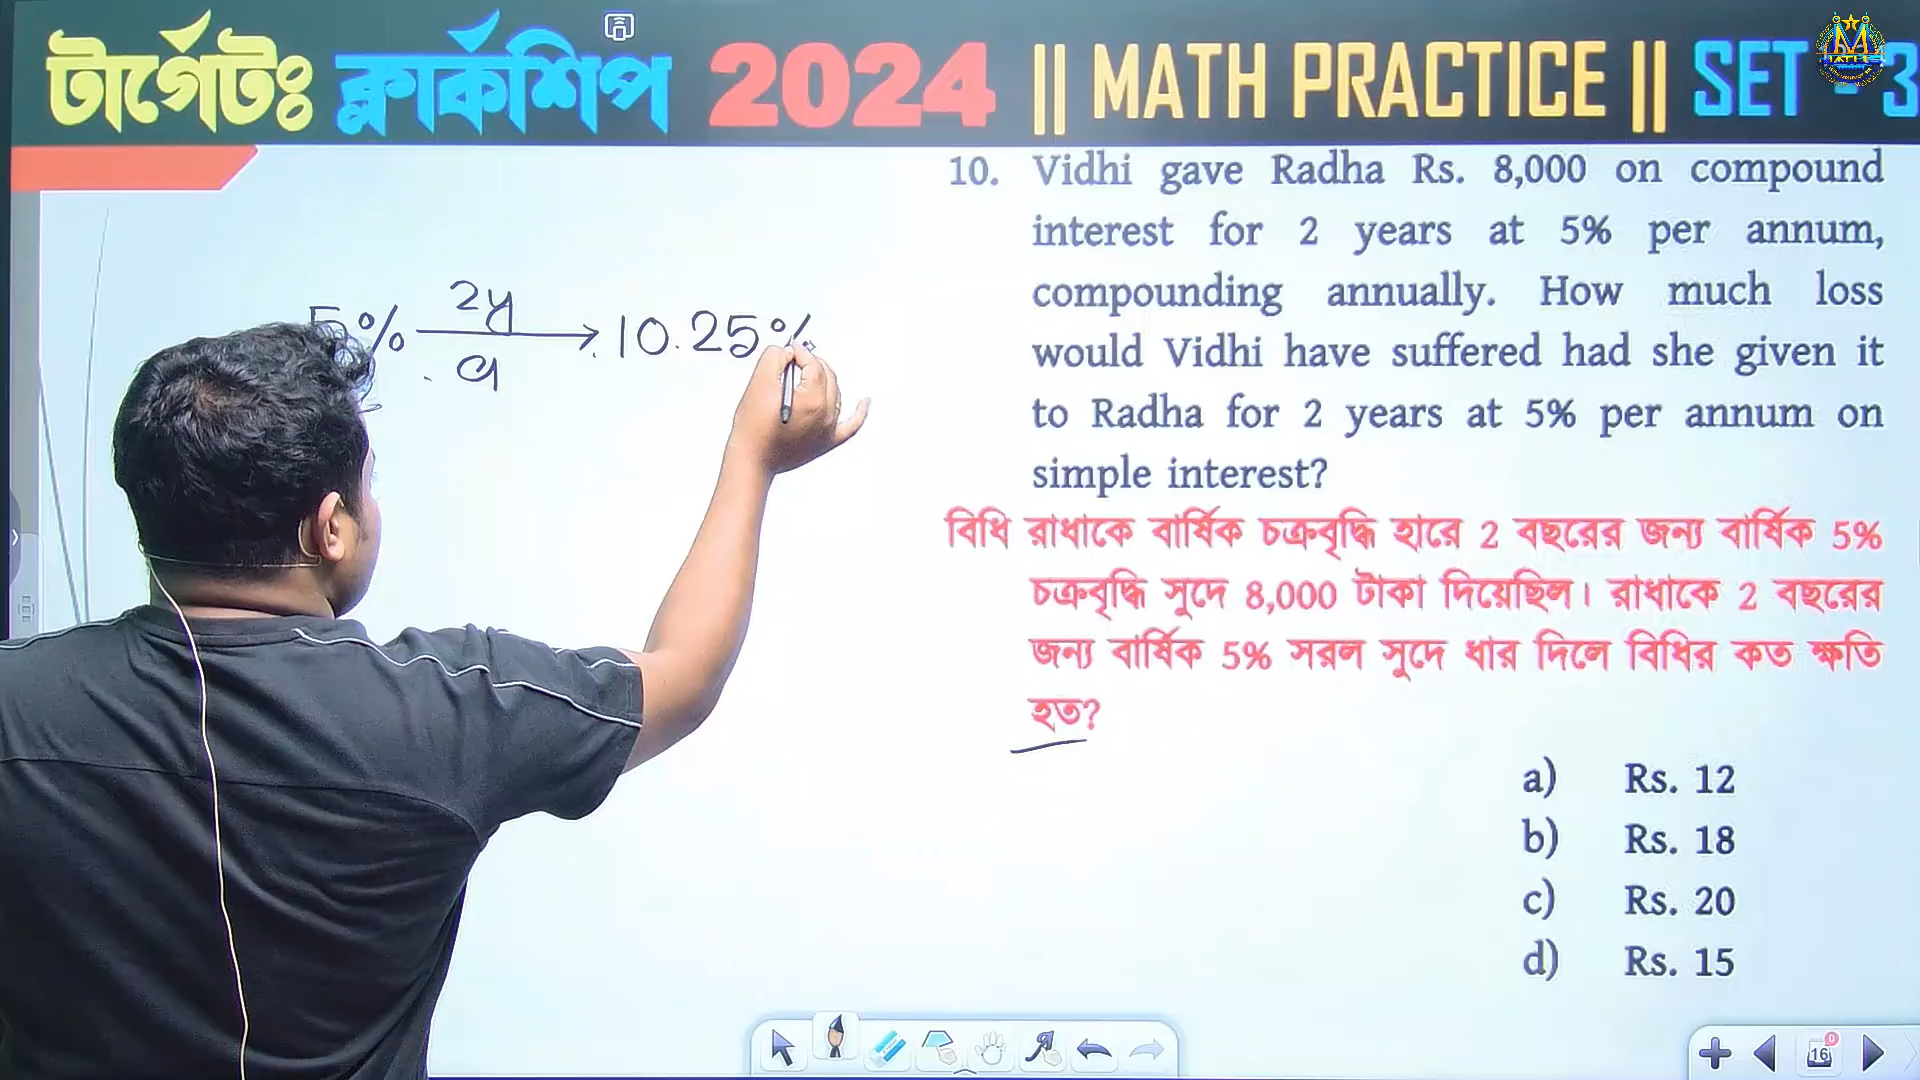 টার্গেটঃ ক্লার্কশিপ 2024 || MATH PRACTICE || SET - 3
10. Vidhi gave Radha Rs. 8,000 on compound
interest for 2 years at 5% per annum,
compounding annually. How much loss
would Vidhi have suffered had she given it
to Radha for 2 years at 5% per annum on
simple interest?
বিধি রাধাকে বার্ষিক চক্রবৃদ্ধি হারে 2 বছরের জন্য বার্ষিক 5%
চক্রবৃদ্ধি সুদে 8,000 টাকা দিয়েছিল। রাধাকে 2 বছরের
জন্য বার্ষিক 5% সরল সুদে ধার দিলে বিধির কত ক্ষতি
হত?
a) Rs. 12
b) Rs. 18
c) Rs. 20
d) Rs. 15
2y
5% → 10.25%
a
16